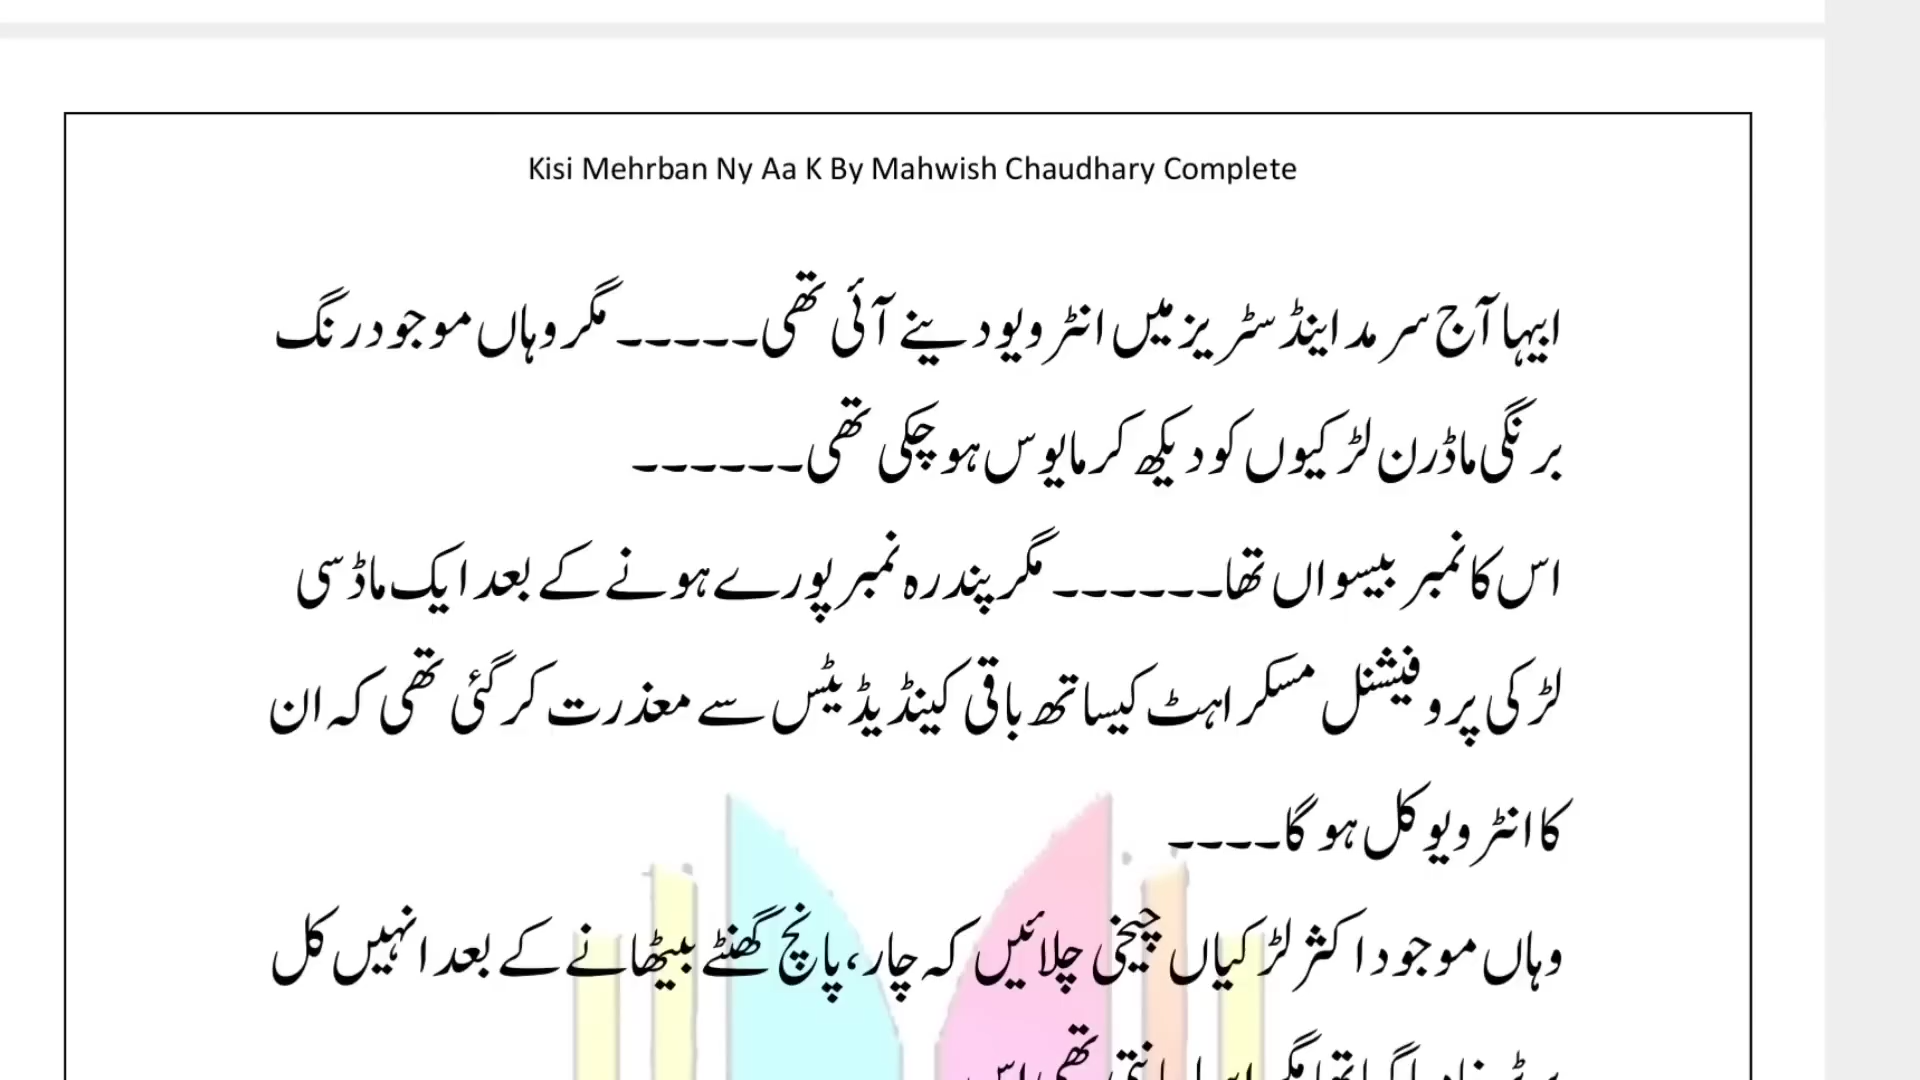 Kisi Mehrban Ny Aa K By Mahwish Chaudhary Complete
ابیہا آج سرمد اینڈسٹریز میں انٹرویو دینے آئی تھی۔۔۔۔۔ مگر وہاں موجود رنگ
برنگی ماڈرن لڑکیوں کو دیکھ کر مایوس ہو چکی تھی۔۔۔۔۔۔
اس کا نمبر بیسواں تھا۔۔۔۔۔۔ مگر پندرہ نمبر پورے ہونے کے بعد ایک ماڈ سی
لڑکی پروفیشنل مسکراہٹ کیساتھ باقی کینڈیڈیٹس سے معذرت کر گئی تھی کہ ان
کا انٹرویو کل ہو گا۔۔۔۔
وہاں موجود اکثر لڑکیاں چیخی چلائیں کہ چار، پانچ گھنٹے بیٹھانے کے بعد انہیں کل